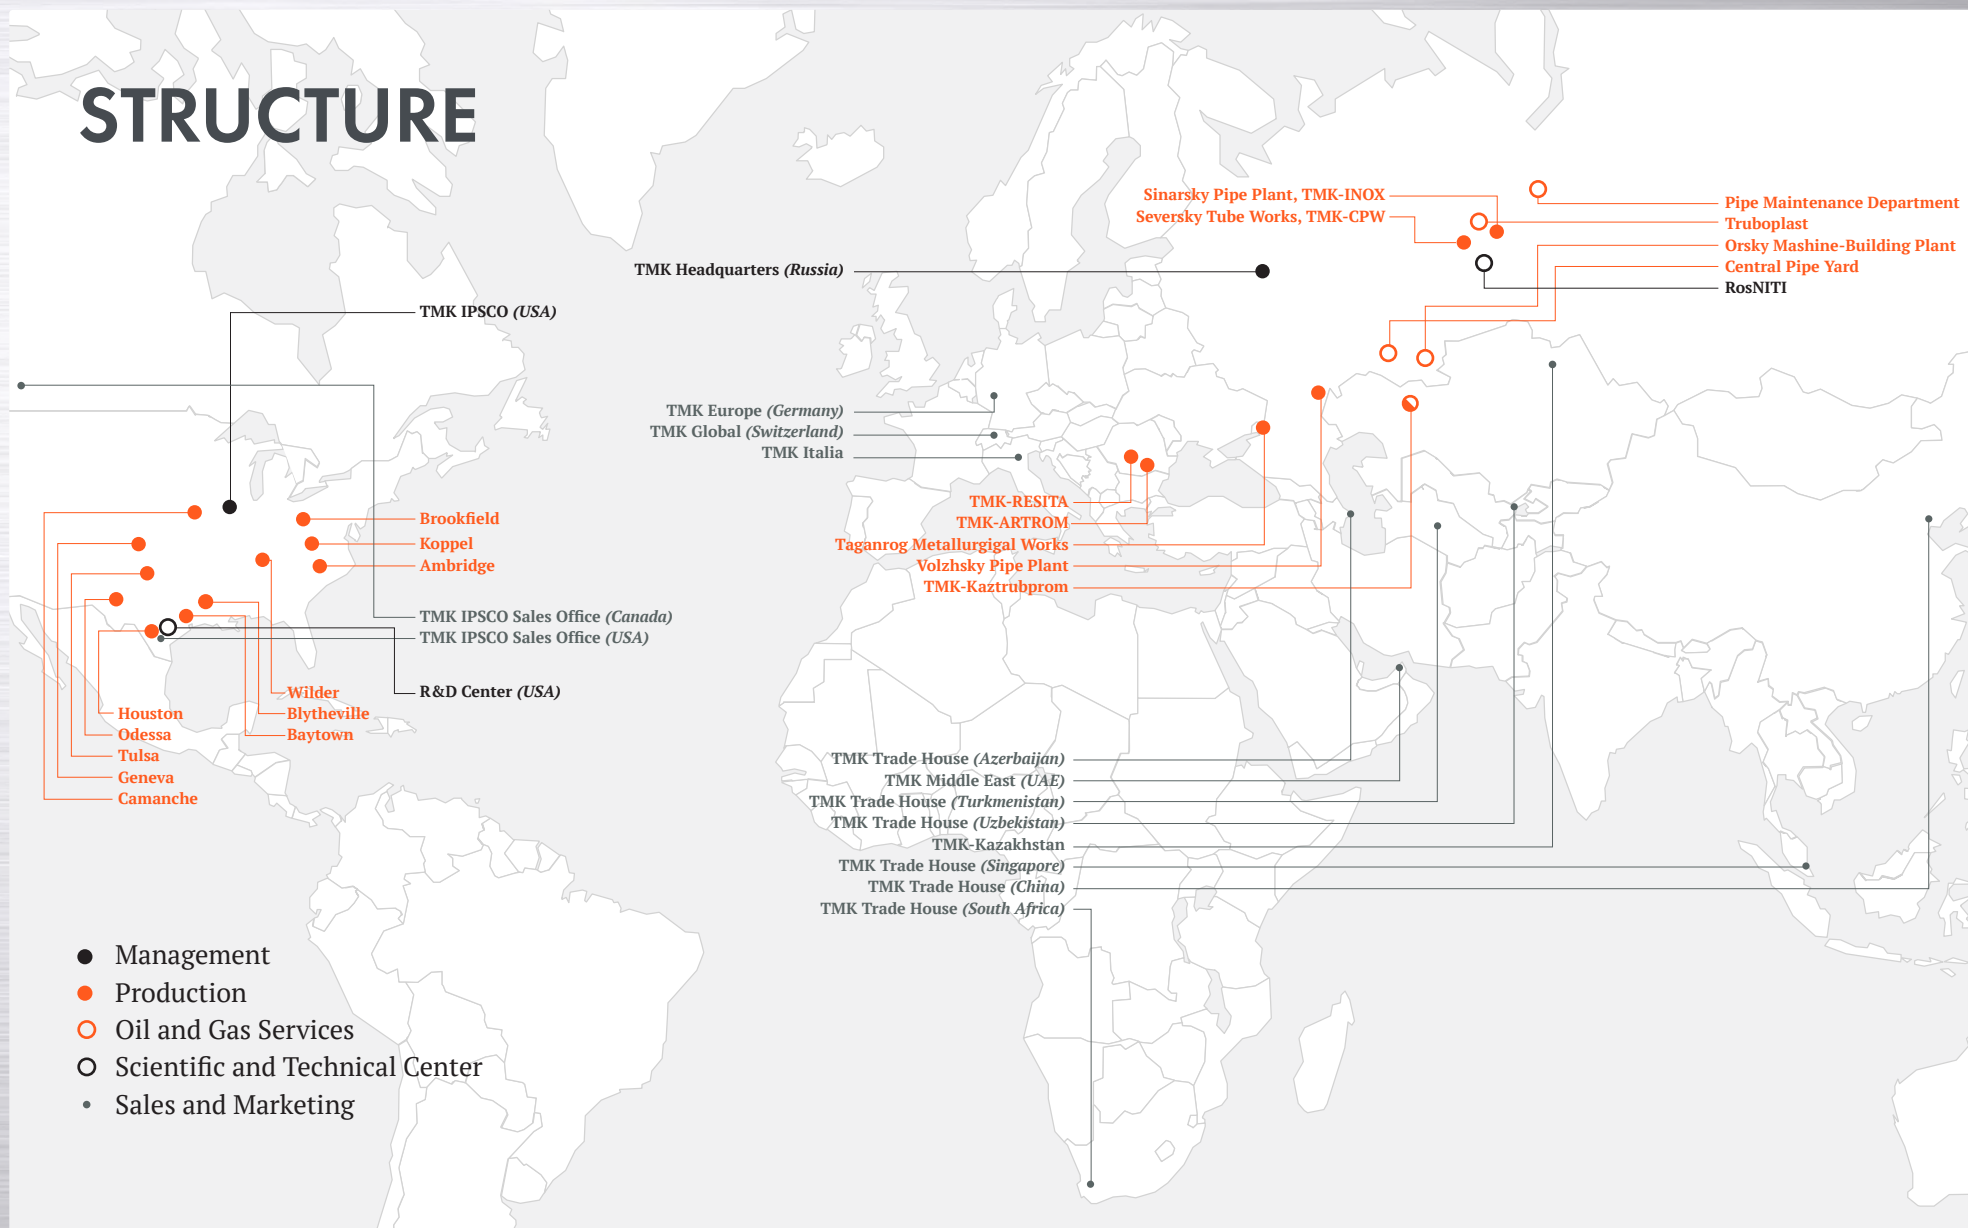 STRUCTURE
Sinarsky Pipe Plant, TMK-INOX
Seversky Tube Works, TMK-CPW
Pipe Maintenance Department
Truboplast
Orsky Mashine-Building Plant
Central Pipe Yard
RosNITI
TMK Headquarters (Russia)
TMK IPSCO (USA)
TMK Europe (Germany)
TMK Global (Switzerland)
TMK Italia
TMK-RESITA
TMK-ARTROM
Taganrog Metallurgigal Works
Volzhsky Pipe Plant
TMK-Kaztrubprom
Brookfield
Koppel
Ambridge
TMK IPSCO Sales Office (Canada)
TMK IPSCO Sales Office (USA)
R&D Center (USA)
Wilder
Blytheville
Baytown
Houston
Odessa
Tulsa
Geneva
Camanche
TMK Trade House (Azerbaijan)
TMK Middle East (UAE)
TMK Trade House (Turkmenistan)
TMK Trade House (Uzbekistan)
TMK-Kazakhstan
TMK Trade House (Singapore)
TMK Trade House (China)
TMK Trade House (South Africa)
Management
Production
Oil and Gas Services
Scientific and Technical Center
Sales and Marketing